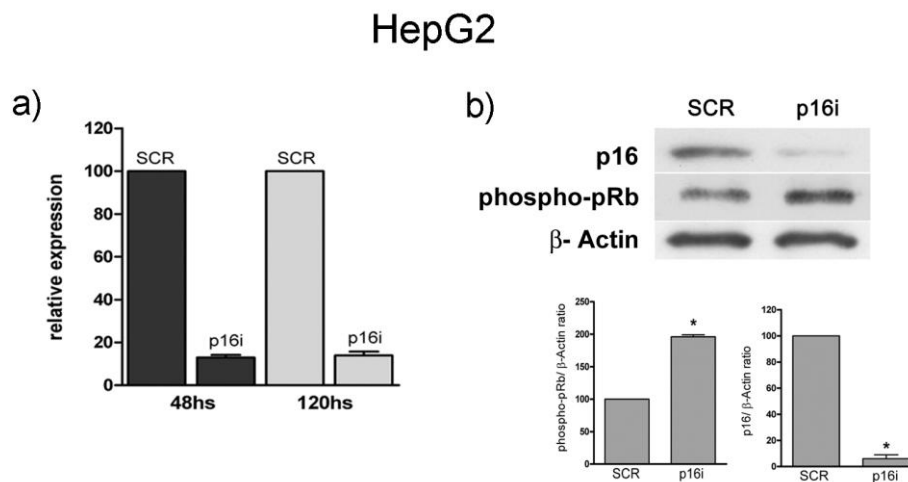 HepG2
a)
relative expression
120
100
80
60
40
20
0
SCR
p16i
SCR
p16i
48hs
120hs
b)
SCR p16i
p16
phospho-pRb
β- Actin
phospho-pRb/ β-Actin ratio
250
200
150
100
50
0
*
SCR p16i
p16/ β-Actin ratio
120
100
80
60
40
20
0
*
SCR p16i